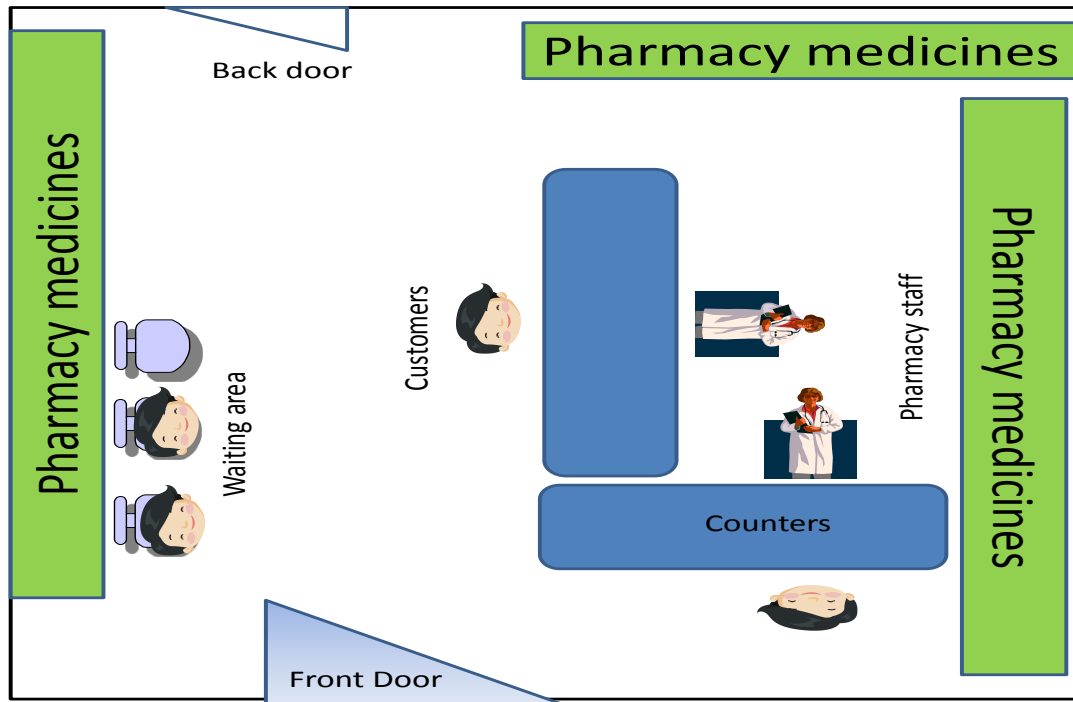 Pharmacy medicines
Back door
Pharmacy medicines
Customers
Pharmacy staff
Pharmacy medicines
Waiting area
Counters
Front Door